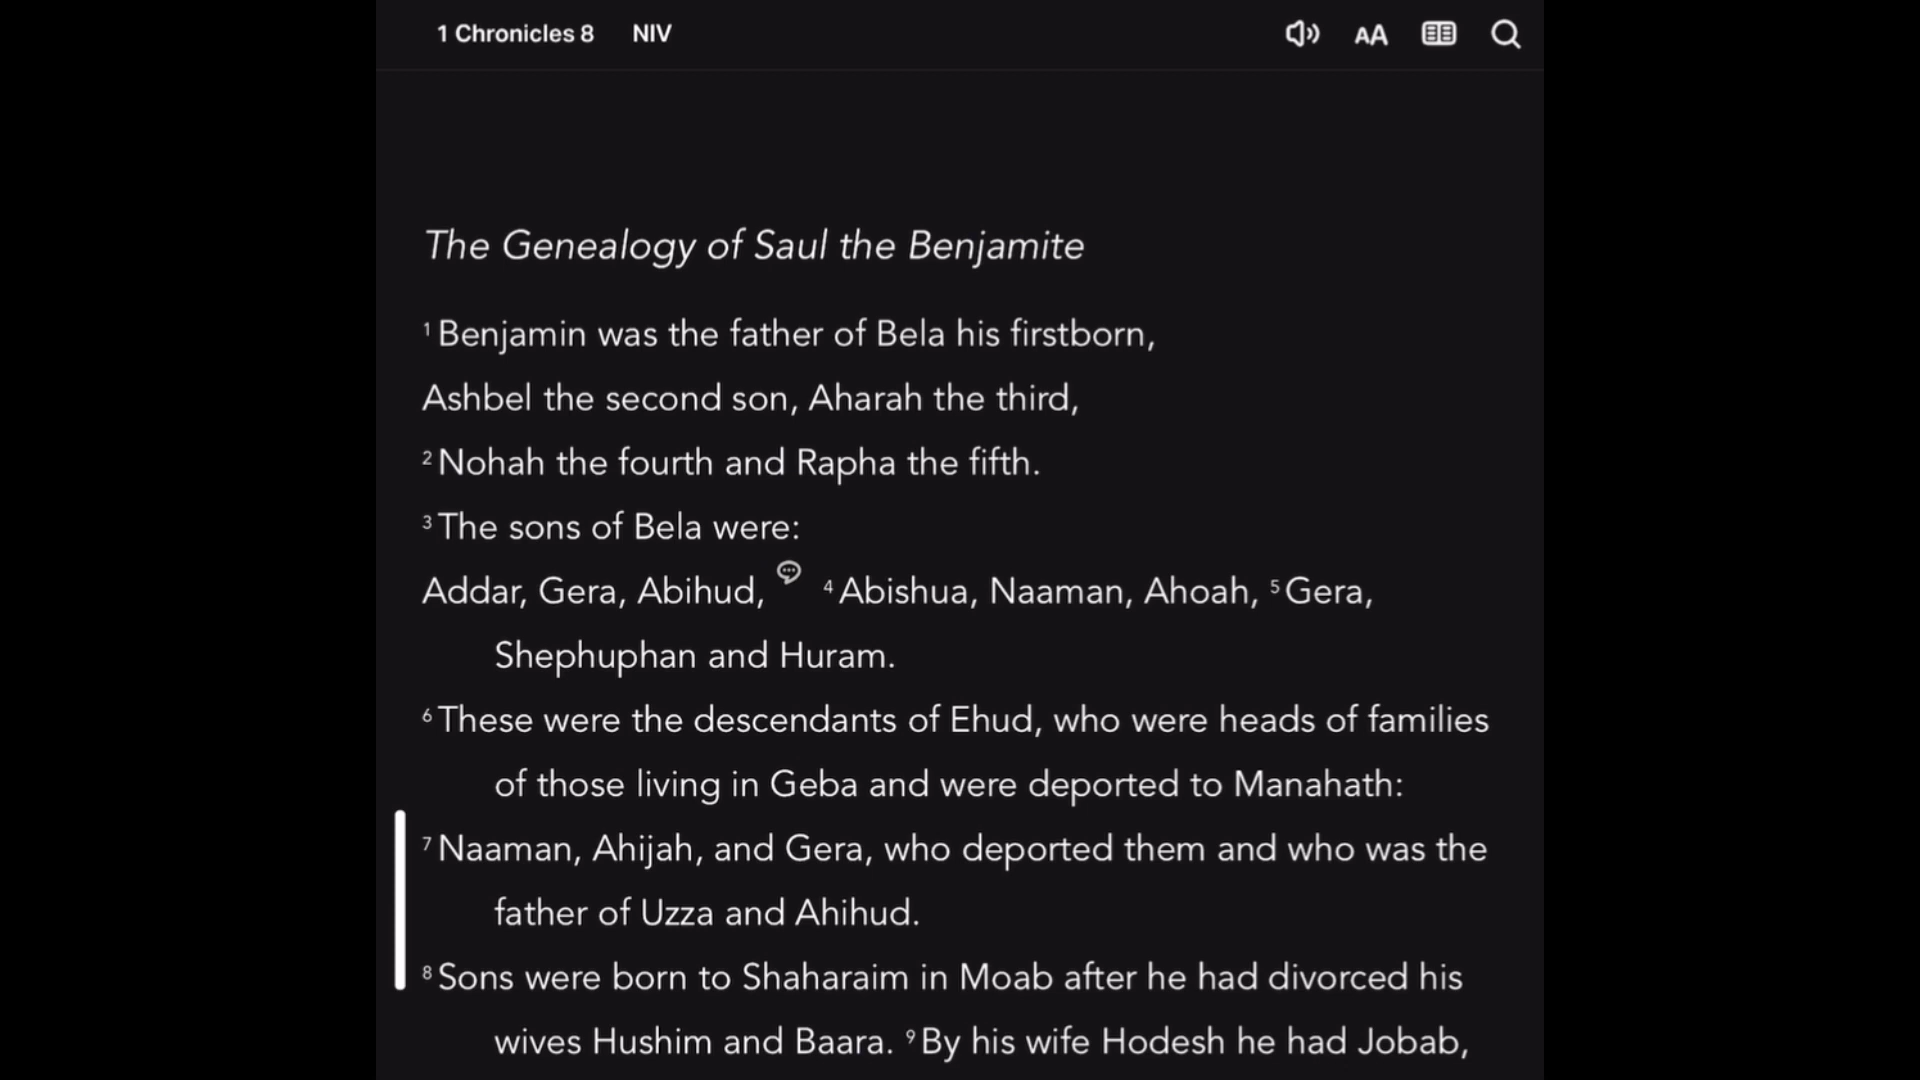 1 Chronicles 8 NIV AA
The Genealogy of Saul the Benjamite
1 Benjamin was the father of Bela his firstborn,
Ashbel the second son, Aharah the third,
2 Nohah the fourth and Rapha the fifth.
3 The sons of Bela were:
Addar, Gera, Abihud, 4 Abishua, Naaman, Ahoah, 5 Gera,
Shephuphan and Huram.
6 These were the descendants of Ehud, who were heads of families
of those living in Geba and were deported to Manahath:
7 Naaman, Ahijah, and Gera, who deported them and who was the
father of Uzza and Ahihud.
8 Sons were born to Shaharaim in Moab after he had divorced his
wives Hushim and Baara. 9 By his wife Hodesh he had Jobab,